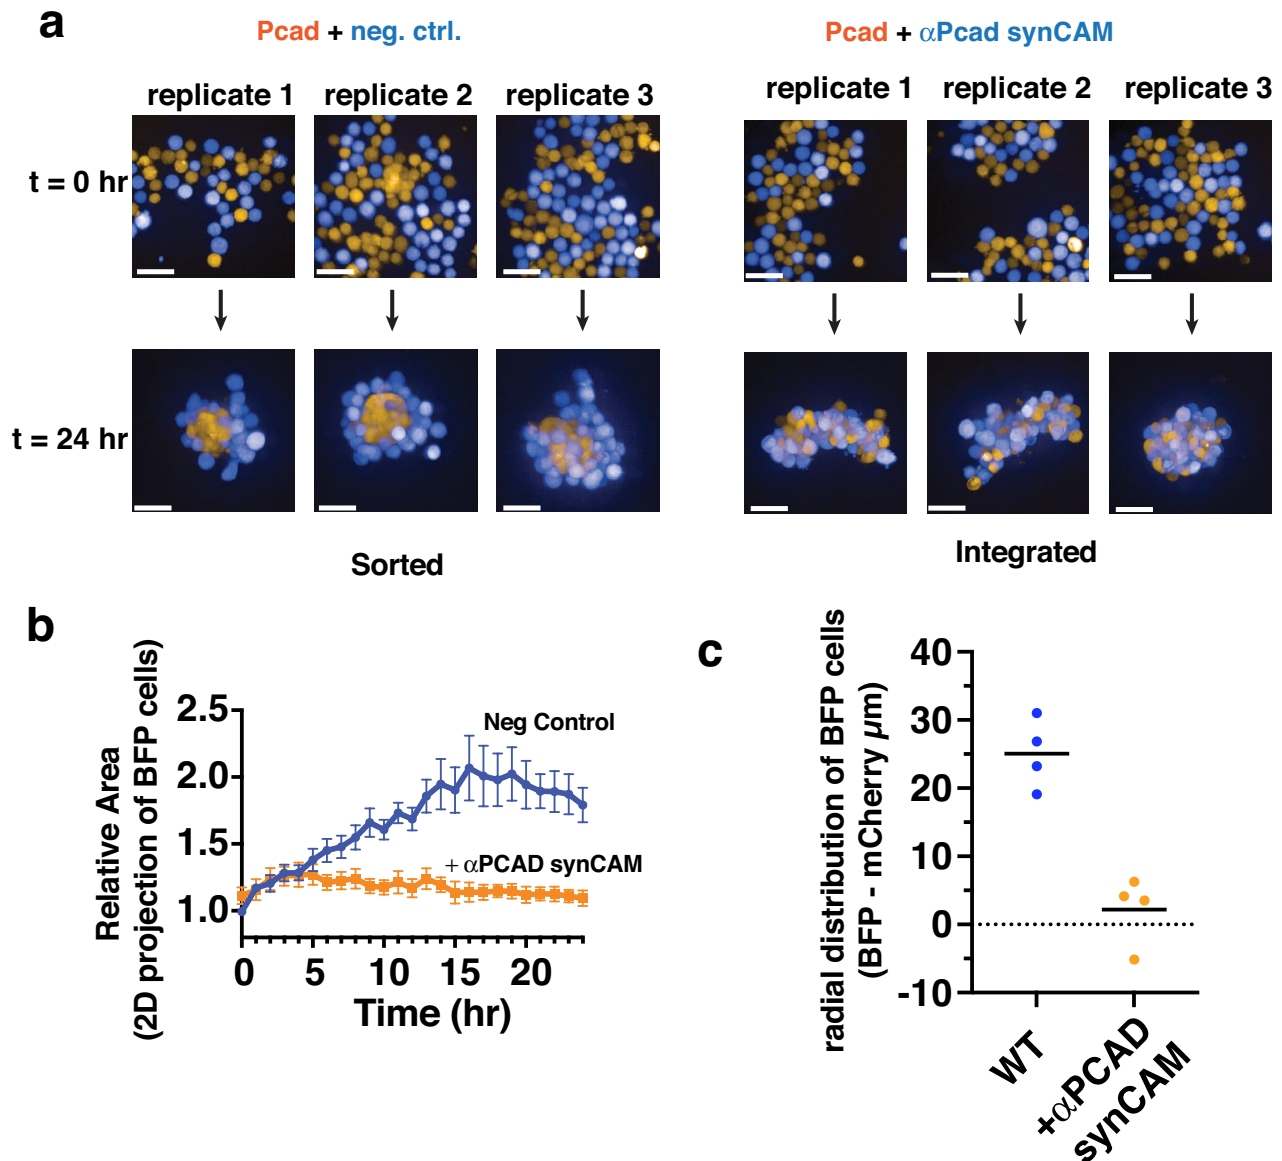 a
Pcad + neg. ctrl.
replicate 1 replicate 2 replicate 3
t = 0 hr
t = 24 hr
Sorted
Pcad + αPcad synCAM
replicate 1 replicate 2 replicate 3
Integrated
b
Relative Area
(2D projection of BFP cells)
2.5
2.0
1.5
1.0
Neg Control
+ αPCAD synCAM
0 5 10 15 20
Time (hr)
c
radial distribution of BFP cells
(BFP - mCherry µm)
40
30
20
10
0
-10
WT
+αPCAD
synCAM